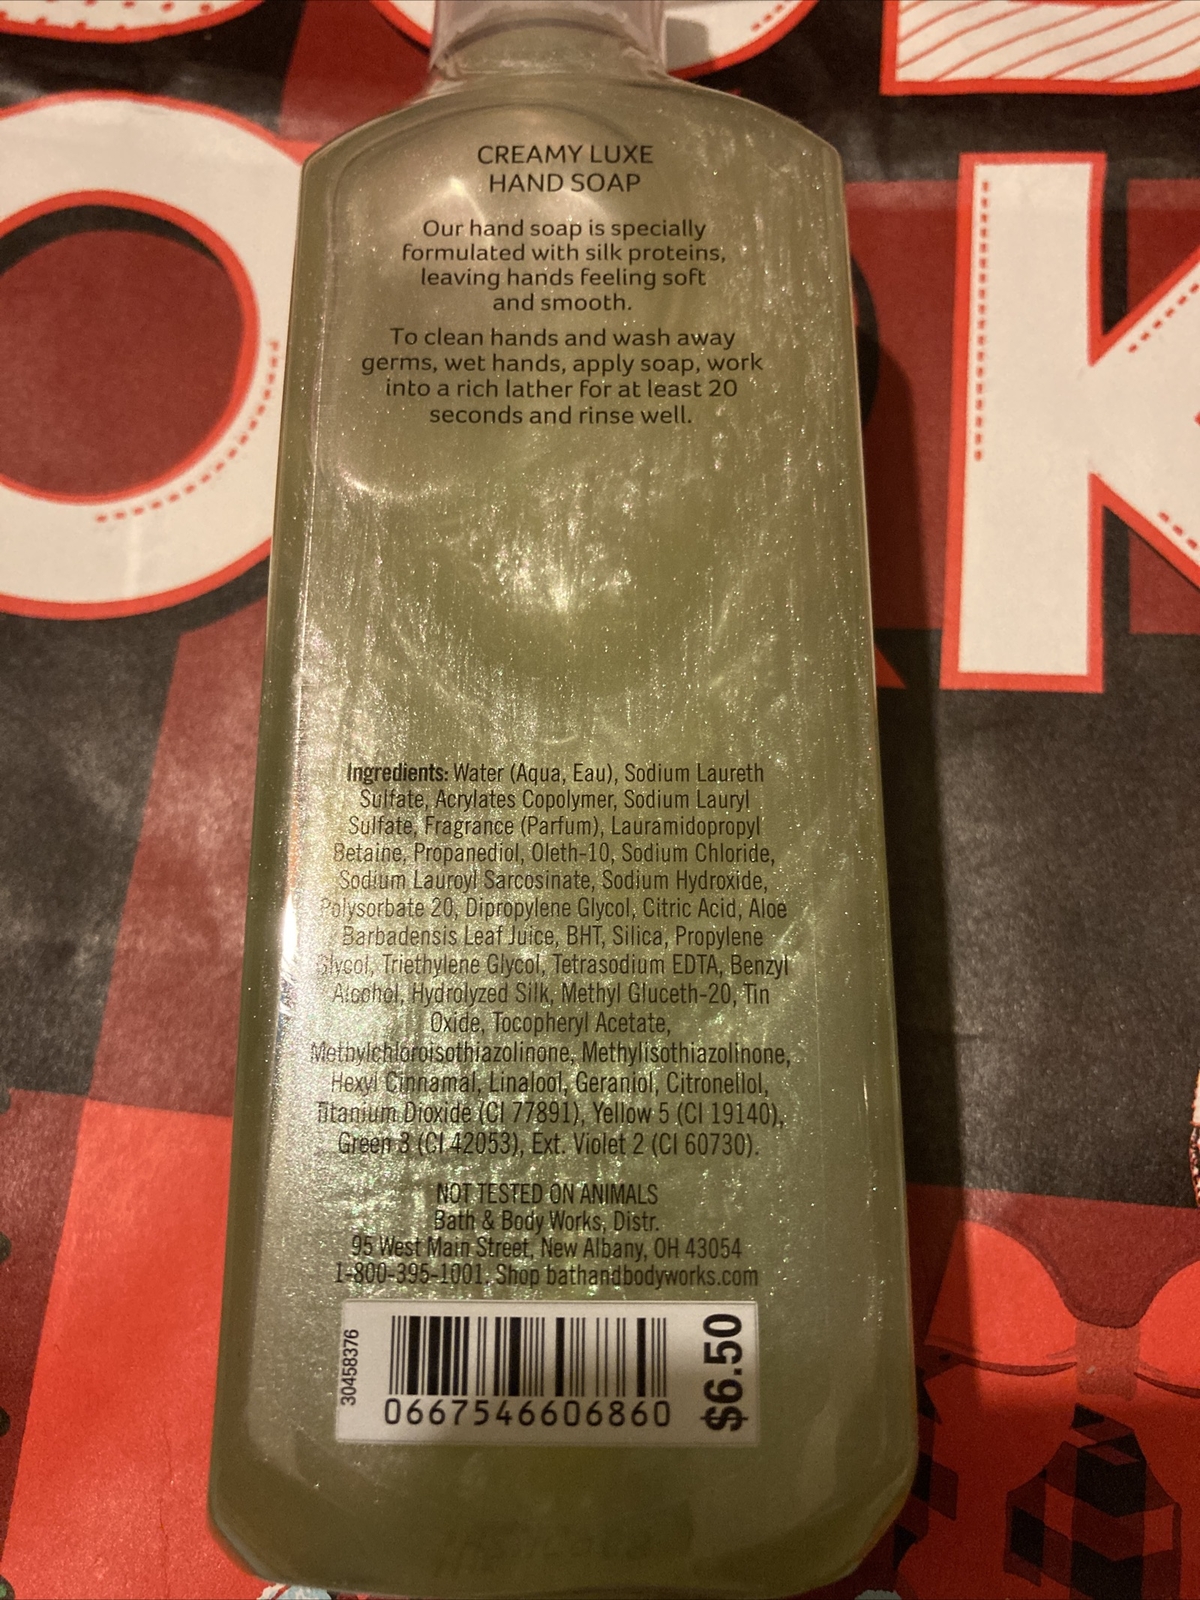 CREAMY LUXE
HAND SOAP
Our hand soap is specially
formulated with silk proteins,
leaving hands feeling soft
and smooth.
To clean hands and wash away
germs, wet hands, apply soap, work
into a rich lather for at least 20
seconds and rinse well.
Ingredients: Water (Aqua, Eau), Sodium Laureth
Sulfate, Acrylates Copolymer, Sodium Lauryl
Sulfate, Fragrance (Parfum), Lauramidopropyl
Betaine, Propanediol, Oleth-10, Sodium Chloride,
Sodium Lauroyl Sarcosinate, Sodium Hydroxide,
Polysorbate 20, Dipropylene Glycol, Citric Acid, Aloe
Barbadensis Leaf Juice, BHT, Silica, Propylene
Glycol, Triethylene Glycol, Tetrasodium EDTA, Benzyl
Alcohol, Hydrolyzed Silk, Methyl Gluceth-20, Tin
Oxide, Tocopheryl Acetate,
Methylchloroisothiazolinone, Methylisothiazolinone,
Hexyl Cinnamal, Linalool, Geraniol, Citronellol,
Titanium Dioxide (CI 77891), Yellow 5 (CI 19140),
Green 3 (CI 42053), Ext. Violet 2 (CI 60730).
NOT TESTED ON ANIMALS
Bath & Body Works, Distr.
95 West Main Street, New Albany, OH 43054
1-800-395-1001, Shop bathandbodyworks.com
30458376
0667546606860
$6.50